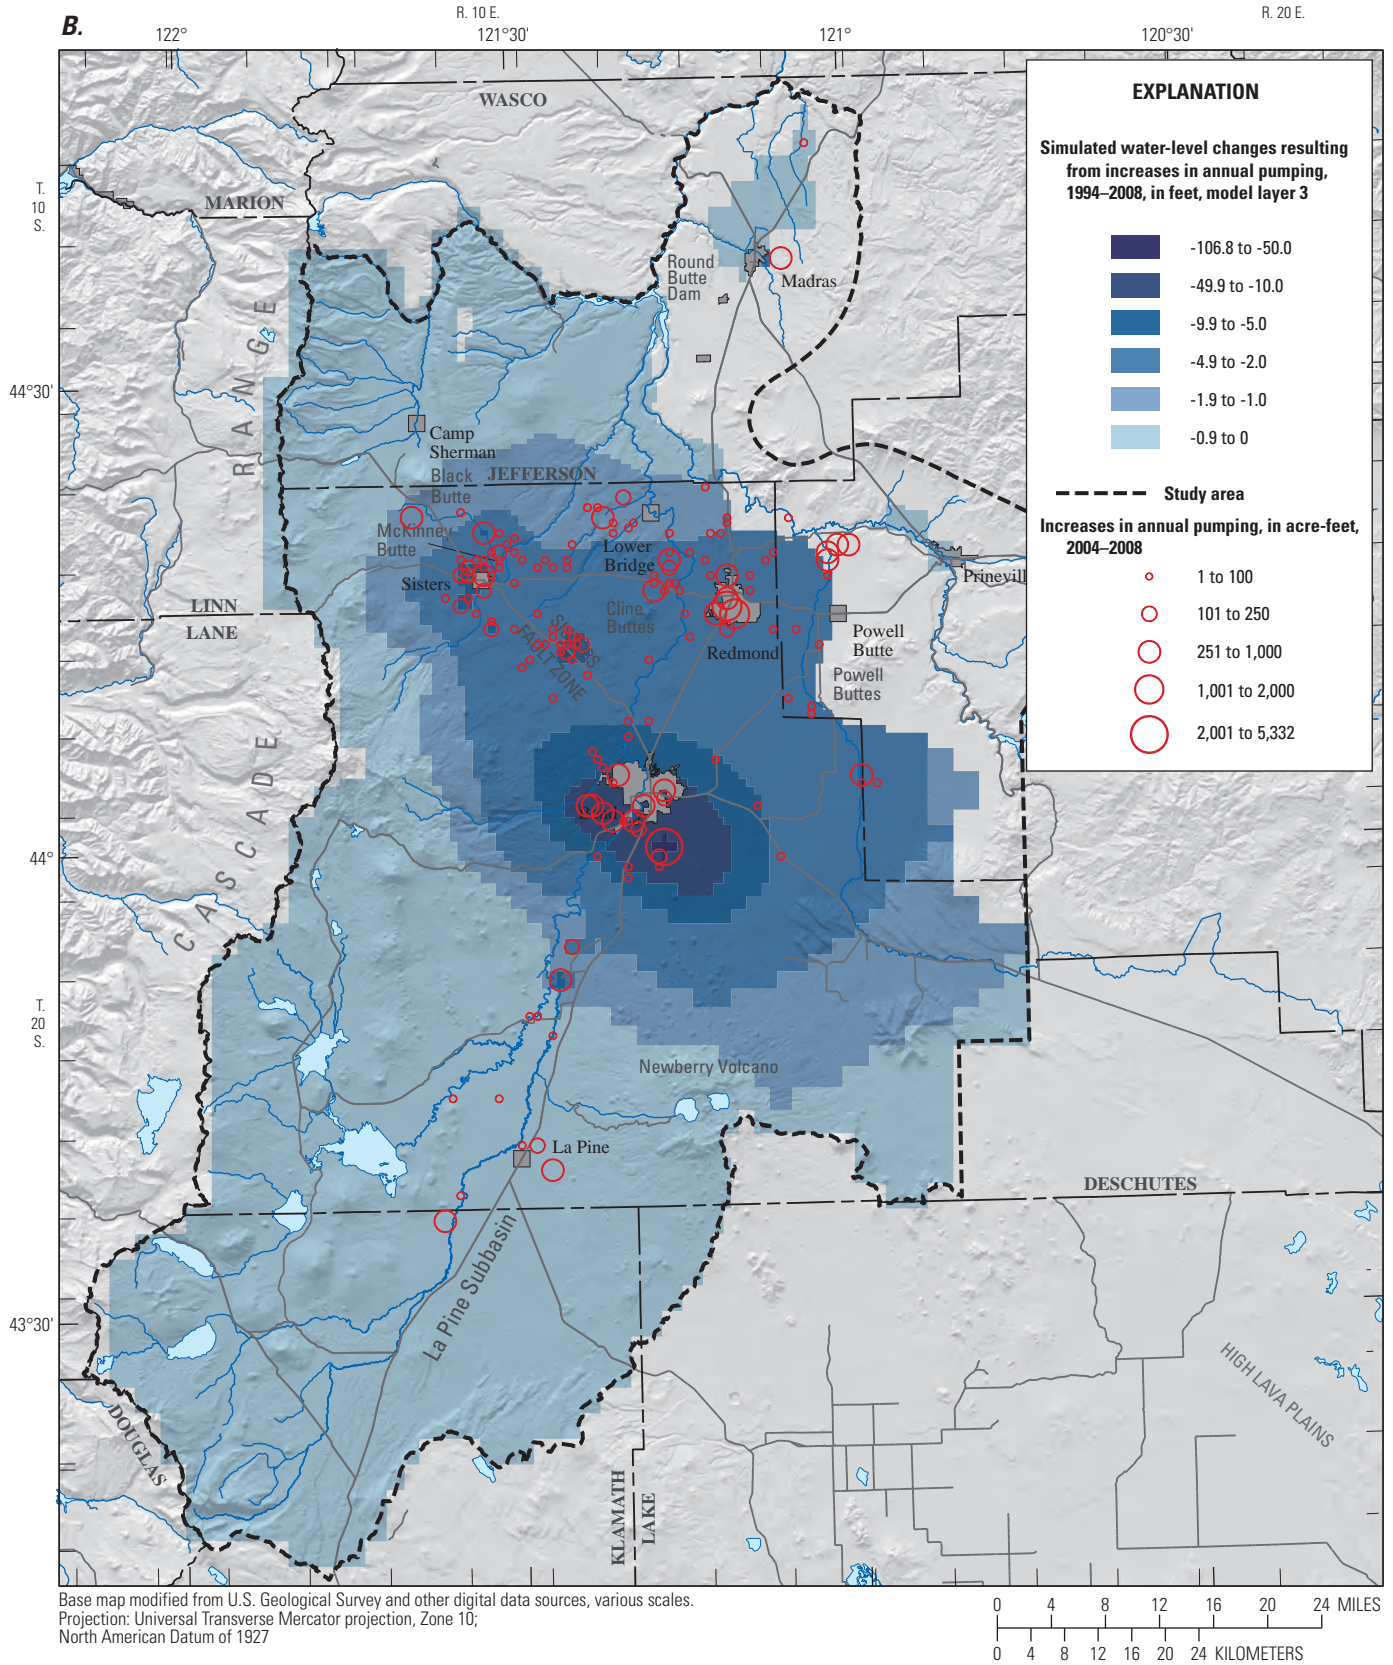 B.
R. 10 E.
R. 20 E.
122°
121°30'
121°
120°30'
T.
10
S.
44°30'
44°
T.
20
S.
43°30'
EXPLANATION
Simulated water-level changes resulting
from increases in annual pumping,
1994–2008, in feet, model layer 3
-106.8 to -50.0
-49.9 to -10.0
-9.9 to -5.0
-4.9 to -2.0
-1.9 to -1.0
-0.9 to 0
Study area
Increases in annual pumping, in acre-feet,
2004–2008
1 to 100
101 to 250
251 to 1,000
1,001 to 2,000
2,001 to 5,332
WASCO
MARION
Round
Butte
Dam
Madras
CASCADE RANGE
Camp
Sherman
Black
Butte
JEFFERSON
McKinney
Butte
Lower
Bridge
Sisters
Prinevill
LINN
LANE
Cline
Buttes
SISTERS
FAULT ZONE
Redmond
Powell
Butte
Powell
Buttes
Newberry Volcano
La Pine
DESCHUTES
La Pine Subbasin
HIGH LAVA PLAINS
DOUGLAS
KLAMATH
LAKE
Base map modified from U.S. Geological Survey and other digital data sources, various scales.
Projection: Universal Transverse Mercator projection, Zone 10;
North American Datum of 1927
0 4 8 12 16 20 24 MILES
0 4 8 12 16 20 24 KILOMETERS